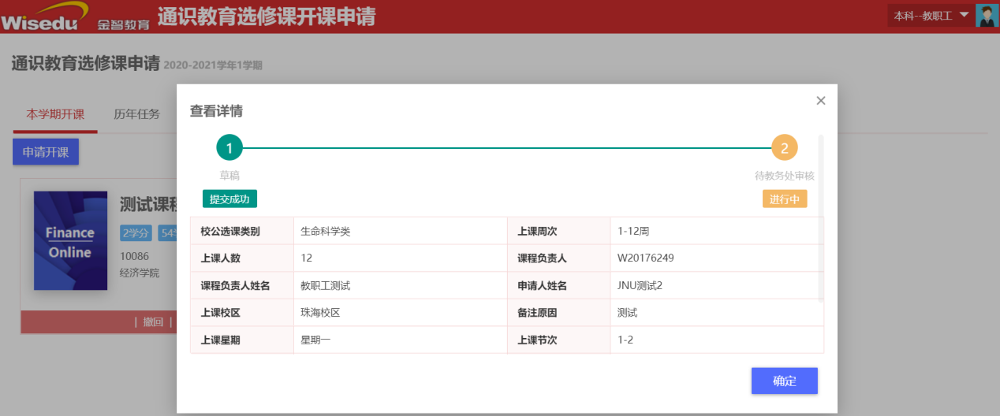 Wisedu 金智教育 通识教育选修课开课申请 本科--教职工
通识教育选修课申请 2020-2021学年1学期
本学期开课 历年任务
申请开课
Finance
Online
测试课程
2学分
10086
经济学院
| 撤回 |
查看详情 ×
1 2
草稿 待教务处审核
提交成功 进行中
校公选课类别 生命科学类 上课周次 1-12周
上课人数 12 课程负责人 W20176249
课程负责人姓名 教职工测试 申请人姓名 JNU测试2
上课校区 珠海校区 备注原因 测试
上课星期 星期一 上课节次 1-2
确定